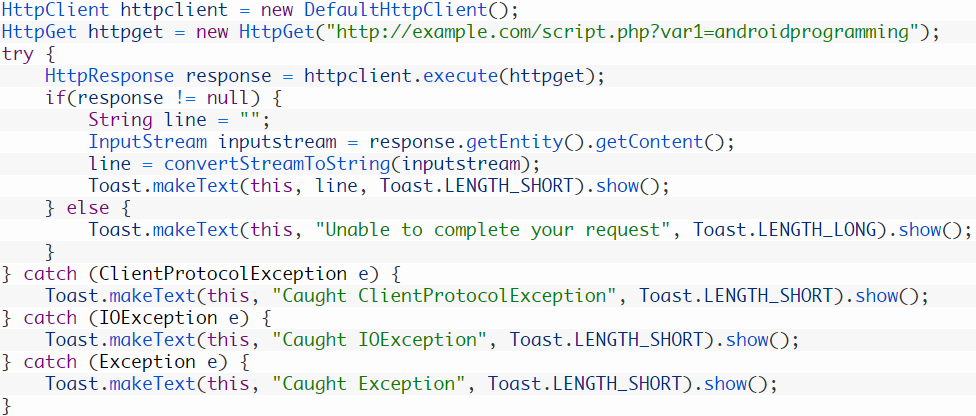 HttpClient httpclient = new DefaultHttpClient();
HttpGet httpget = new HttpGet("http://example.com/script.php?var1=androidprogramming");
try {
    HttpResponse response = httpclient.execute(httpget);
    if(response != null) {
        String line = "";
        InputStream inputstream = response.getEntity().getContent();
        line = convertStreamToString(inputstream);
        Toast.makeText(this, line, Toast.LENGTH_SHORT).show();
    } else {
        Toast.makeText(this, "Unable to complete your request", Toast.LENGTH_LONG).show();
    }
} catch (ClientProtocolException e) {
    Toast.makeText(this, "Caught ClientProtocolException", Toast.LENGTH_SHORT).show();
} catch (IOException e) {
    Toast.makeText(this, "Caught IOException", Toast.LENGTH_SHORT).show();
} catch (Exception e) {
    Toast.makeText(this, "Caught Exception", Toast.LENGTH_SHORT).show();
}